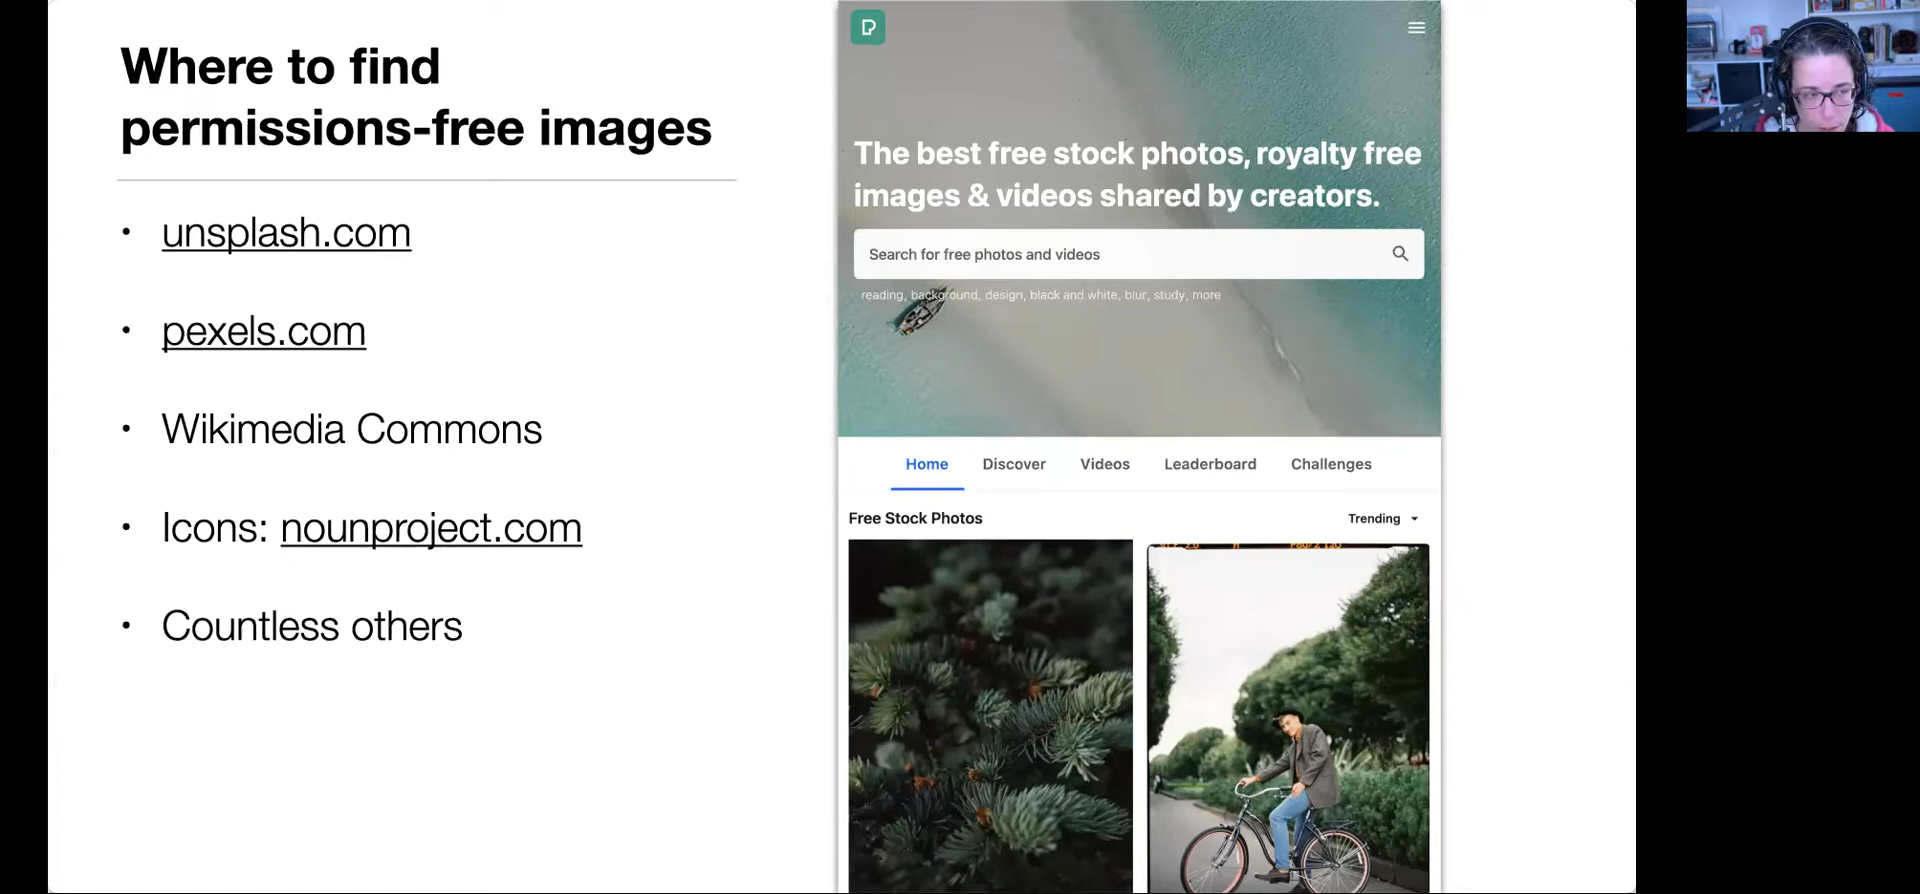 Where to find
permissions-free images
• unsplash.com
• pexels.com
• Wikimedia Commons
• Icons: nounproject.com
• Countless others
The best free stock photos, royalty free
images & videos shared by creators.
Search for free photos and videos
reading, background, design, black and white, blur, study, more
Home Discover Videos Leaderboard Challenges
Free Stock Photos Trending